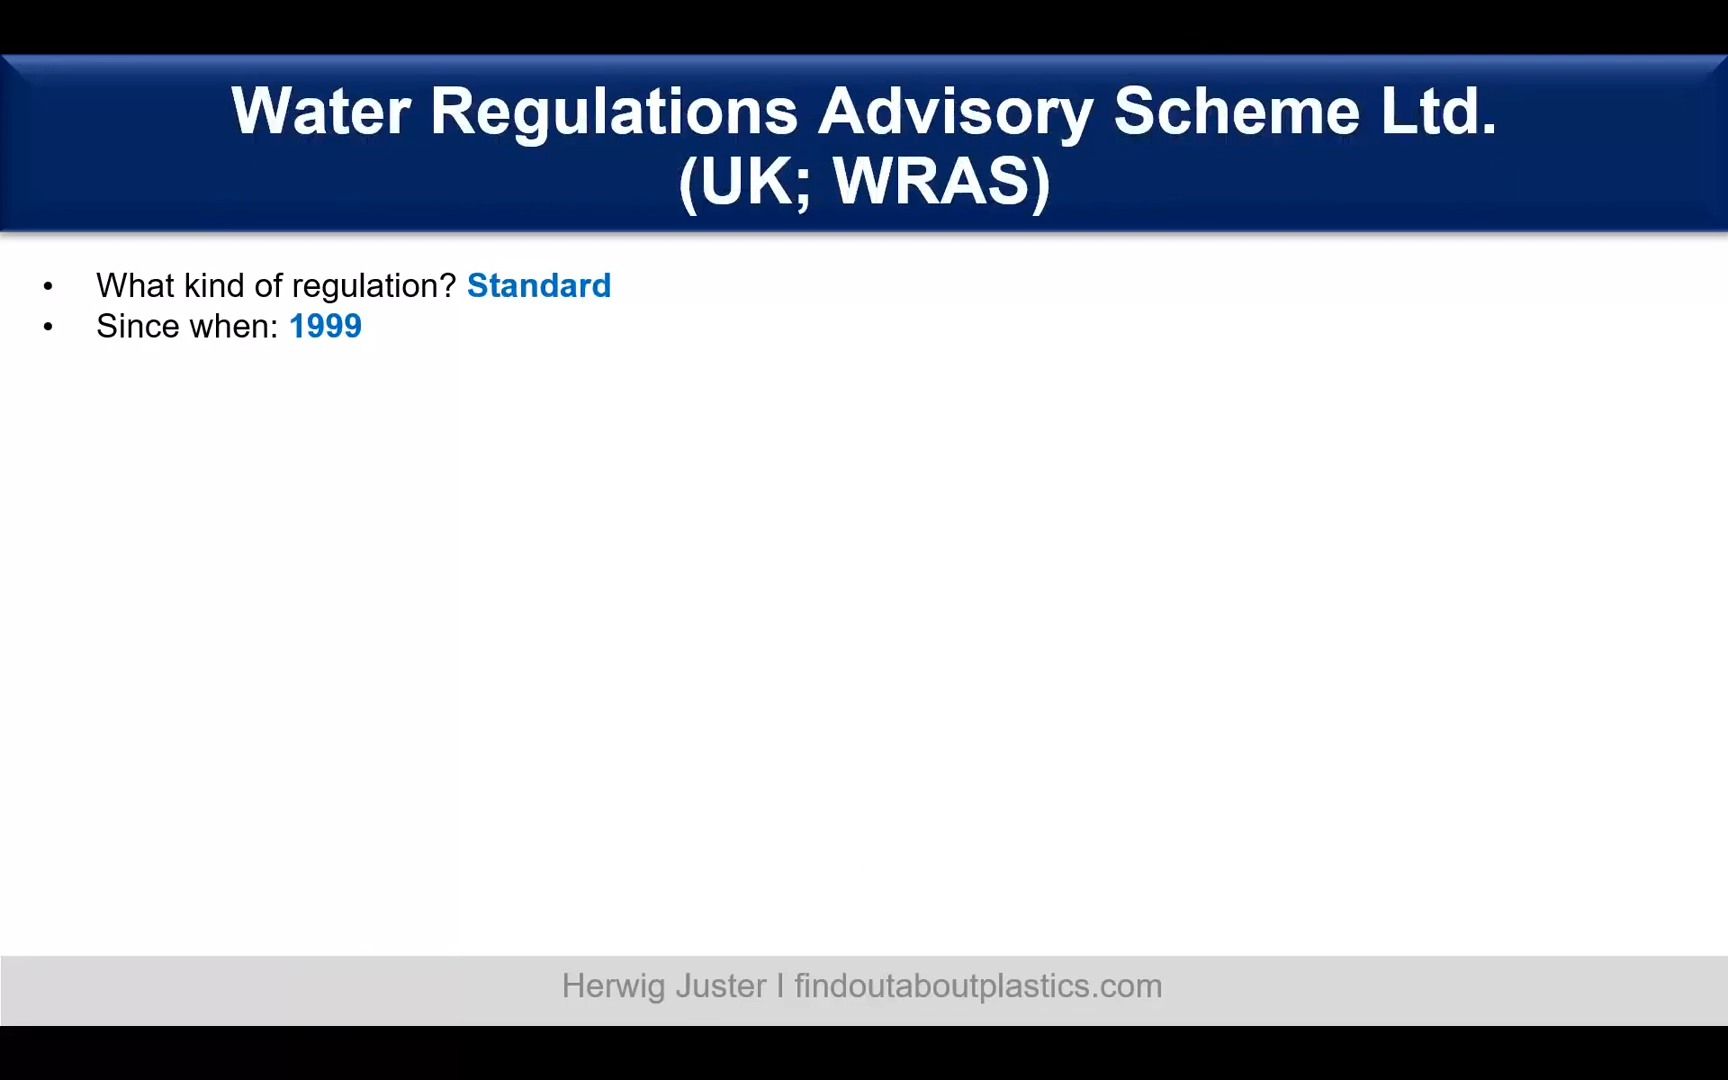 Water Regulations Advisory Scheme Ltd.
(UK; WRAS)
• What kind of regulation? Standard
• Since when: 1999
Herwig Juster I findoutaboutplastics.com